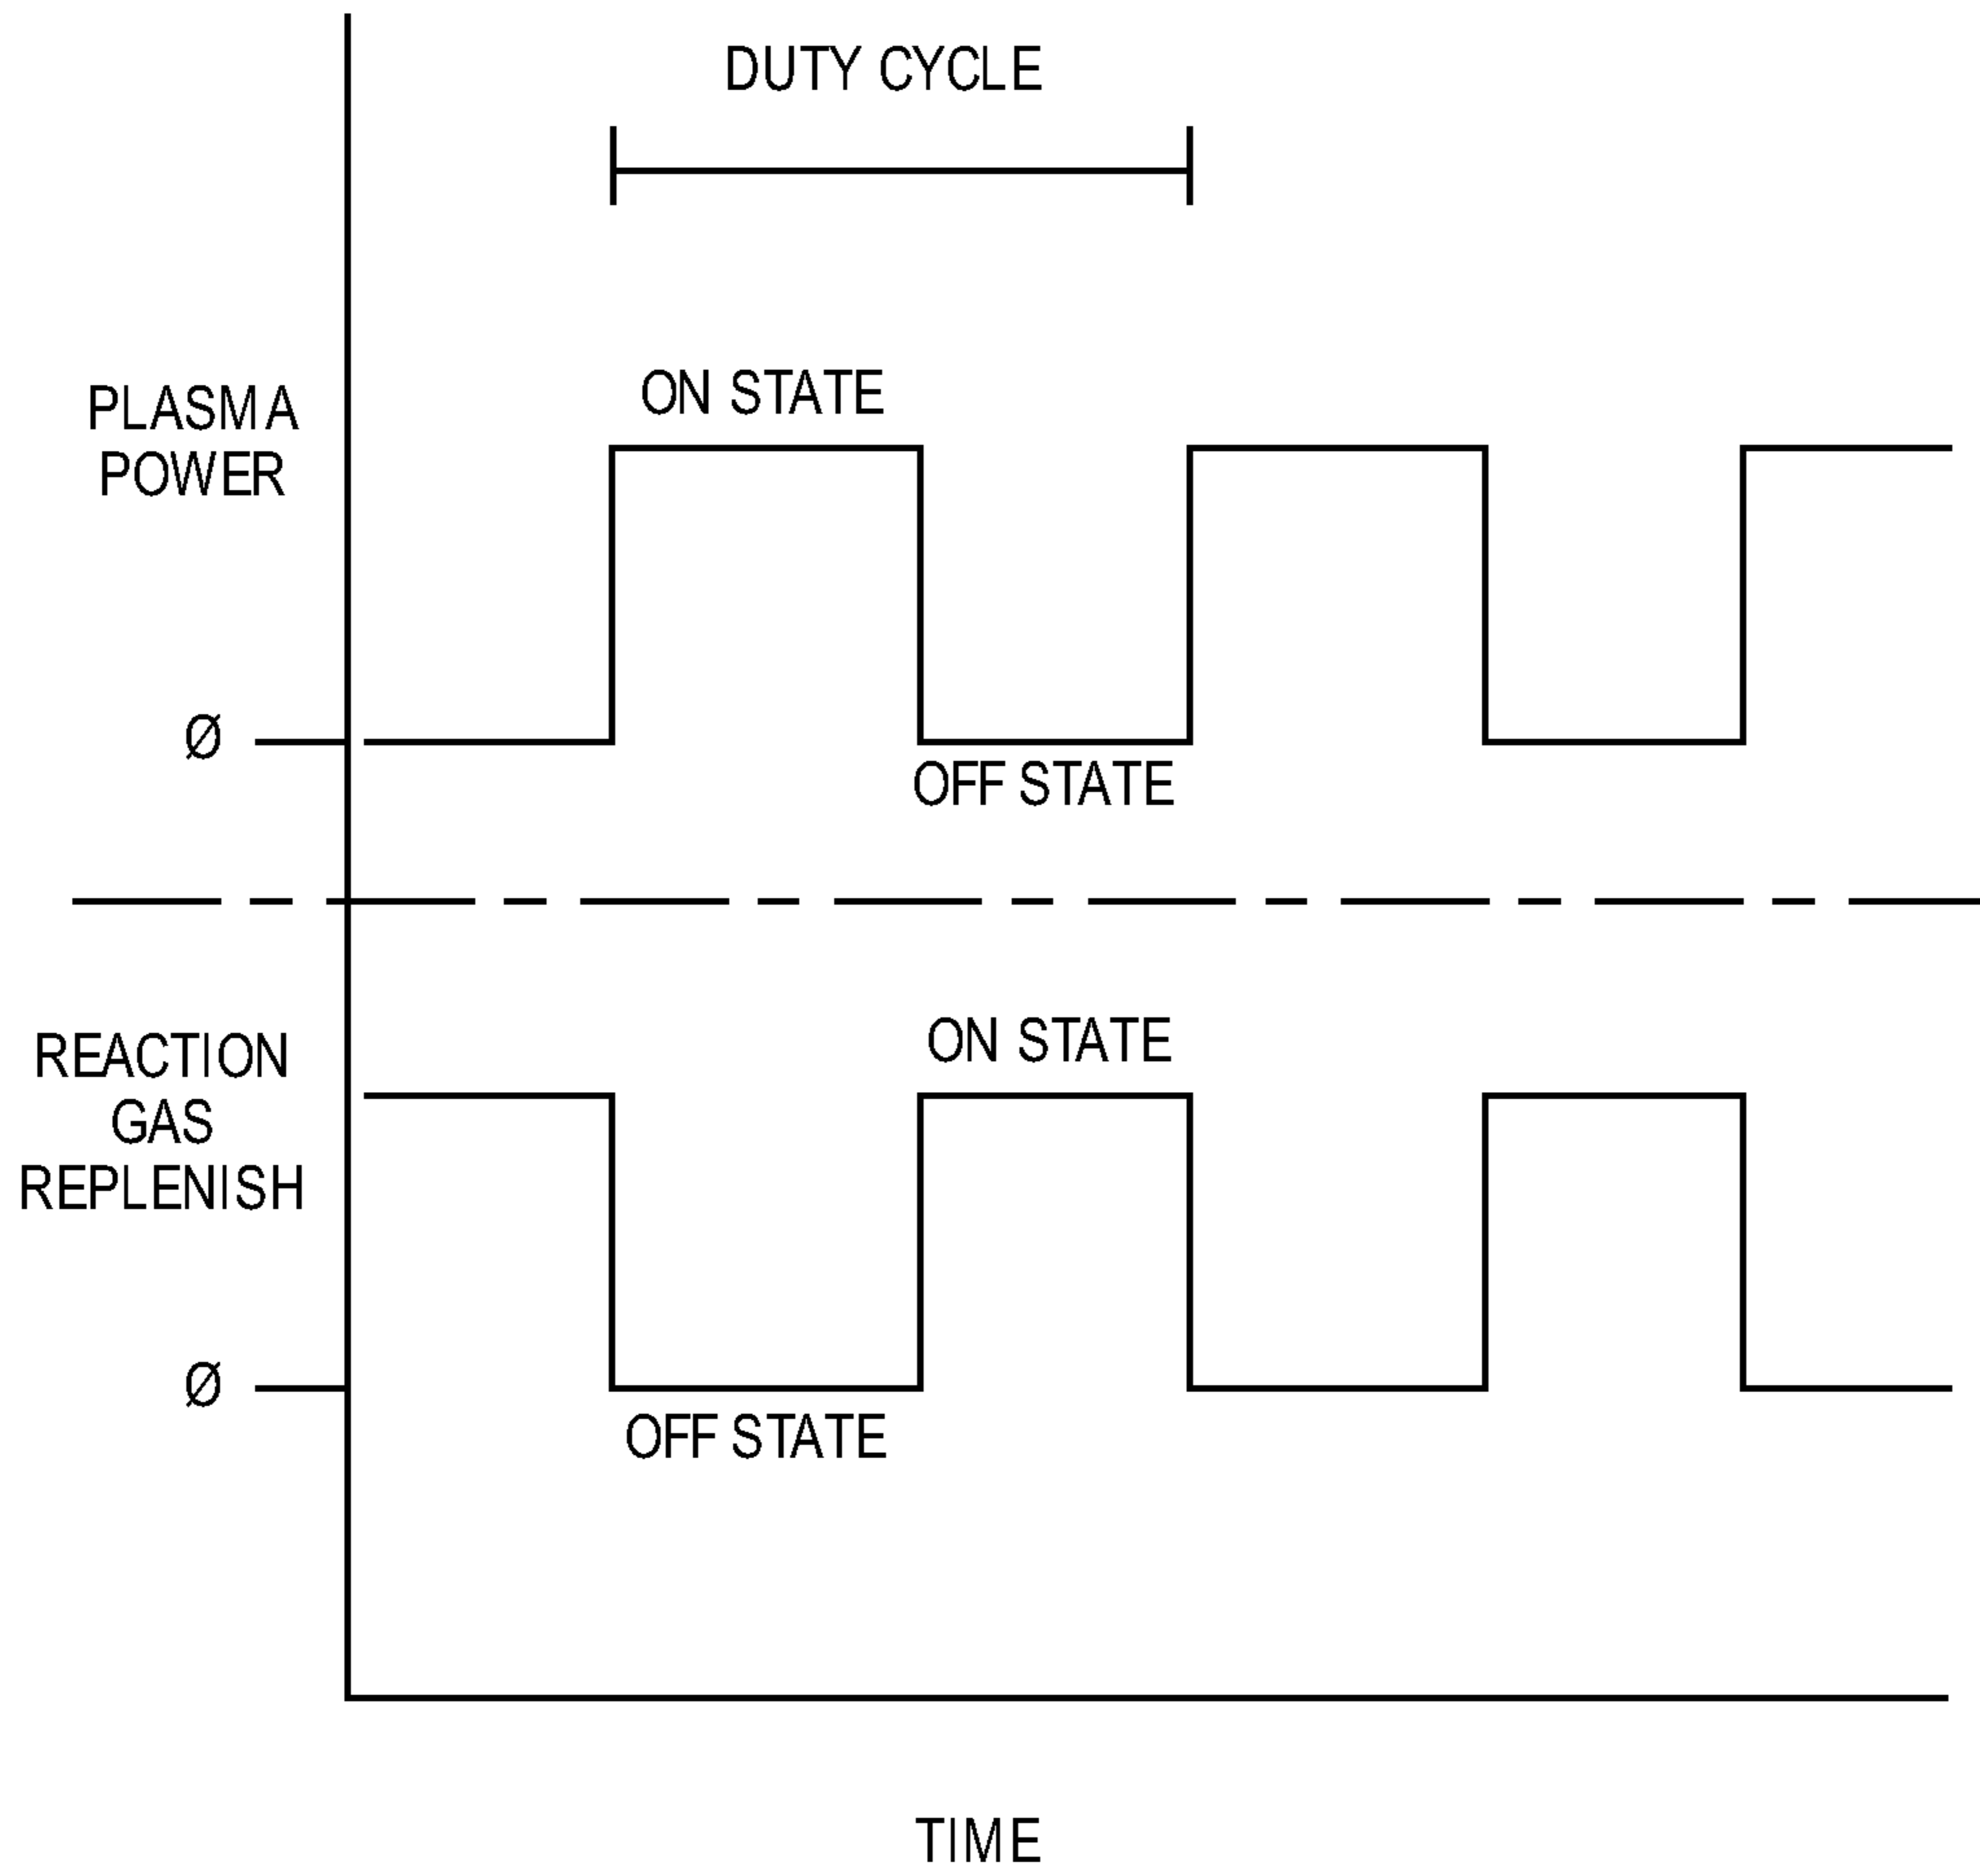 DUTY CYCLE
ON STATE
PLASMA
POWER
Ø
OFF STATE
ON STATE
REACTION
GAS
REPLENISH
Ø
OFF STATE
TIME